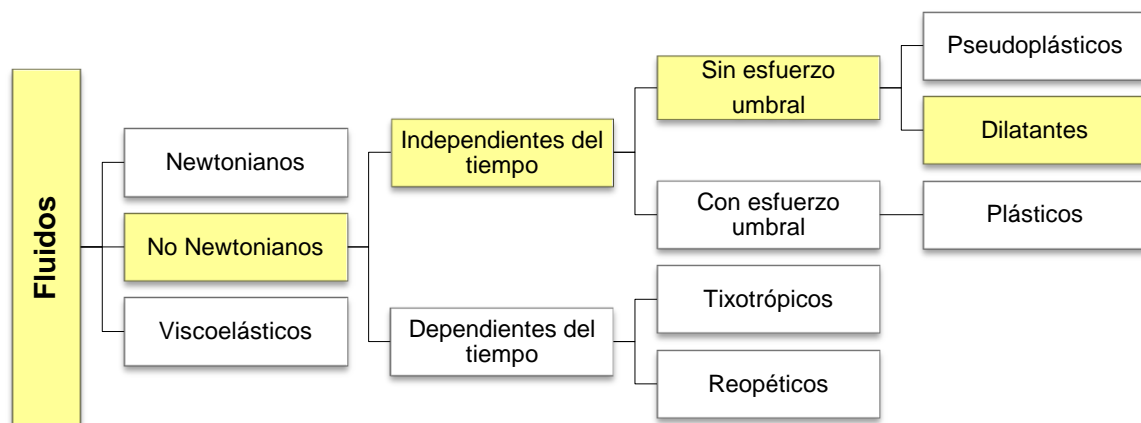 Fluidos
Newtonianos
No Newtonianos
Viscoelásticos
Independientes del
tiempo
Dependientes del
tiempo
Sin esfuerzo
umbral
Con esfuerzo
umbral
Tixotrópicos
Reopéticos
Pseudoplásticos
Dilatantes
Plásticos